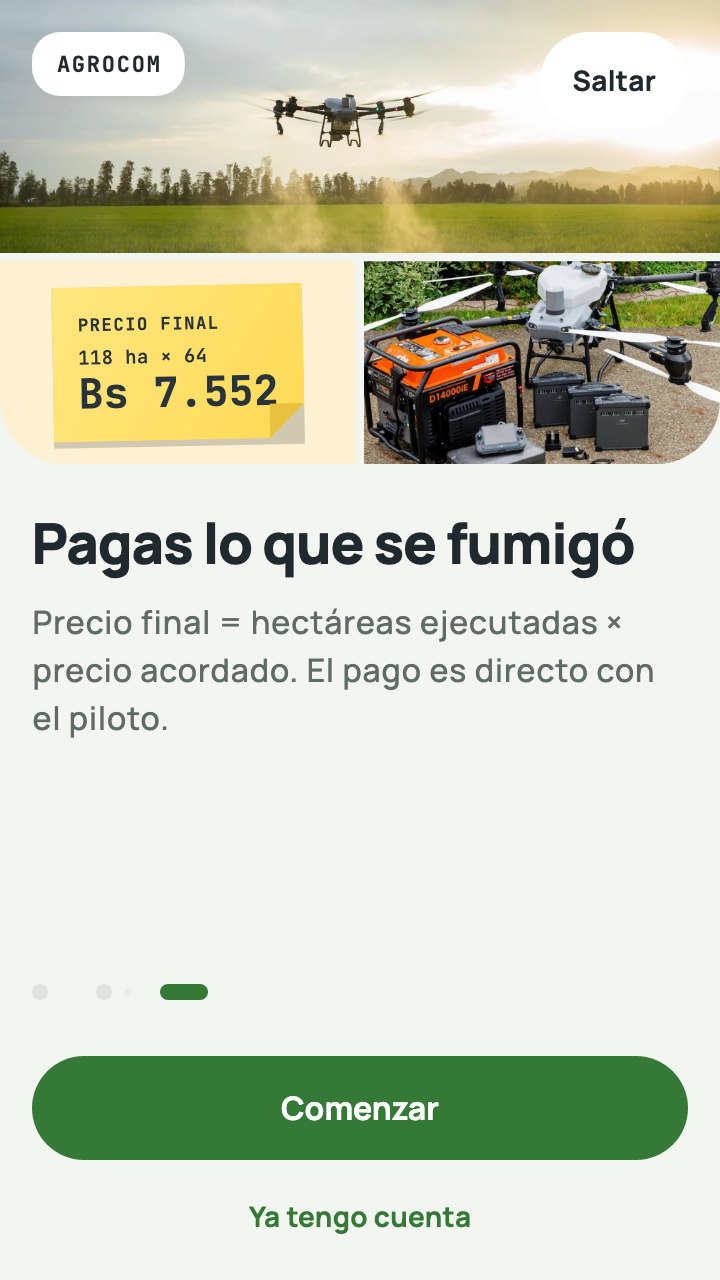 AGROCOM
Saltar
PRECIO FINAL
118 ha × 64
Bs 7.552
D14000iE
Pagas lo que se fumigó
Precio final = hectáreas ejecutadas ×
precio acordado. El pago es directo con
el piloto.
Comenzar
Ya tengo cuenta